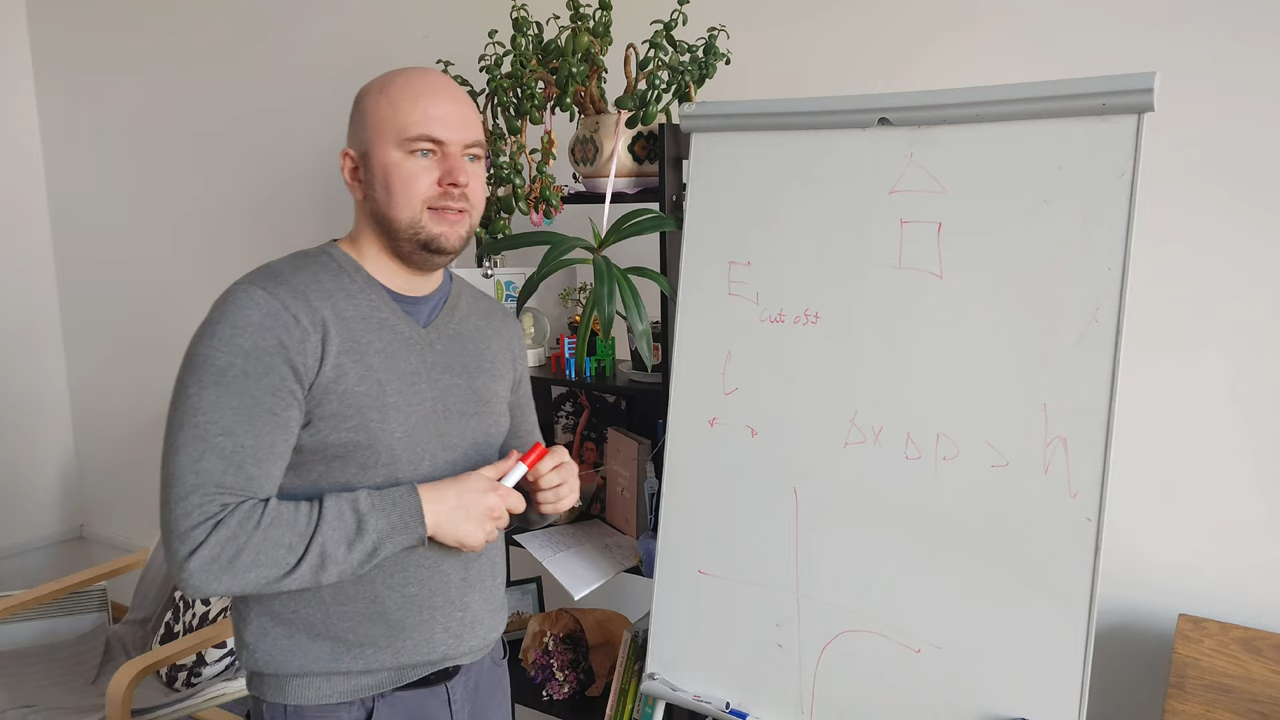 E cut off
l
Δx Δp > h